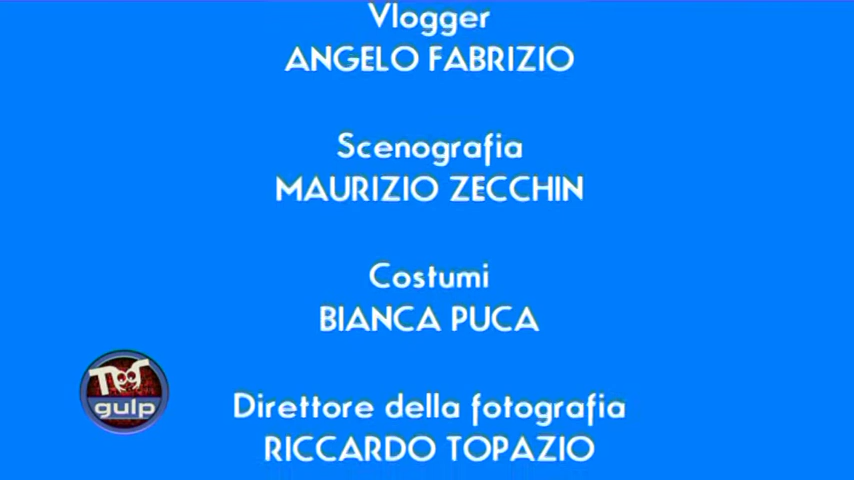 Vlogger
ANGELO FABRIZIO
Scenografia
MAURIZIO ZECCHIN
Costumi
BIANCA PUCA
Direttore della fotografia
RICCARDO TOPAZIO
gulp